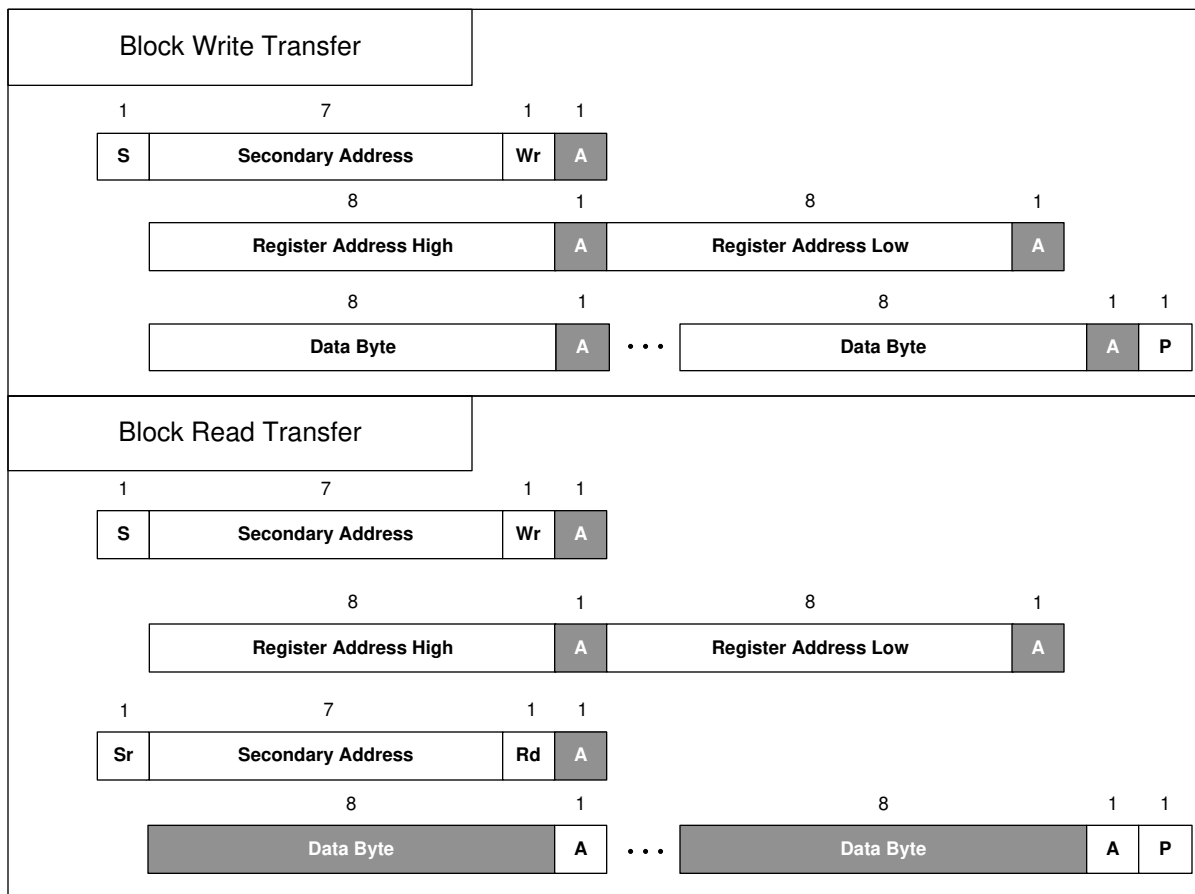 Block Write Transfer
1 7 1 1
S Secondary Address Wr A
8 1 8 1
Register Address High A Register Address Low A
8 1 8 1 1
Data Byte A • • • Data Byte A P
Block Read Transfer
1 7 1 1
S Secondary Address Wr A
8 1 8 1
Register Address High A Register Address Low A
1 7 1 1
Sr Secondary Address Rd A
8 1 8 1 1
Data Byte A • • • Data Byte A P